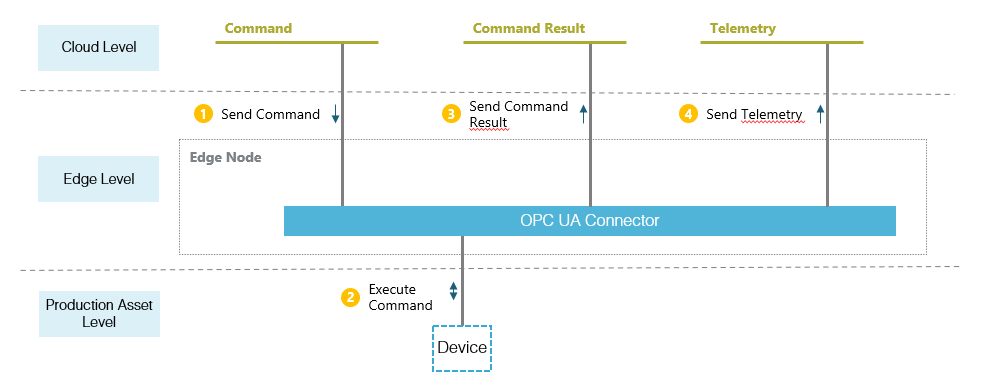 Command
Command Result
Telemetry
Cloud Level
1 Send Command
3 Send Command
Result
4 Send Telemetry
Edge Node
Edge Level
OPC UA Connector
2 Execute
Command
Production Asset
Level
Device